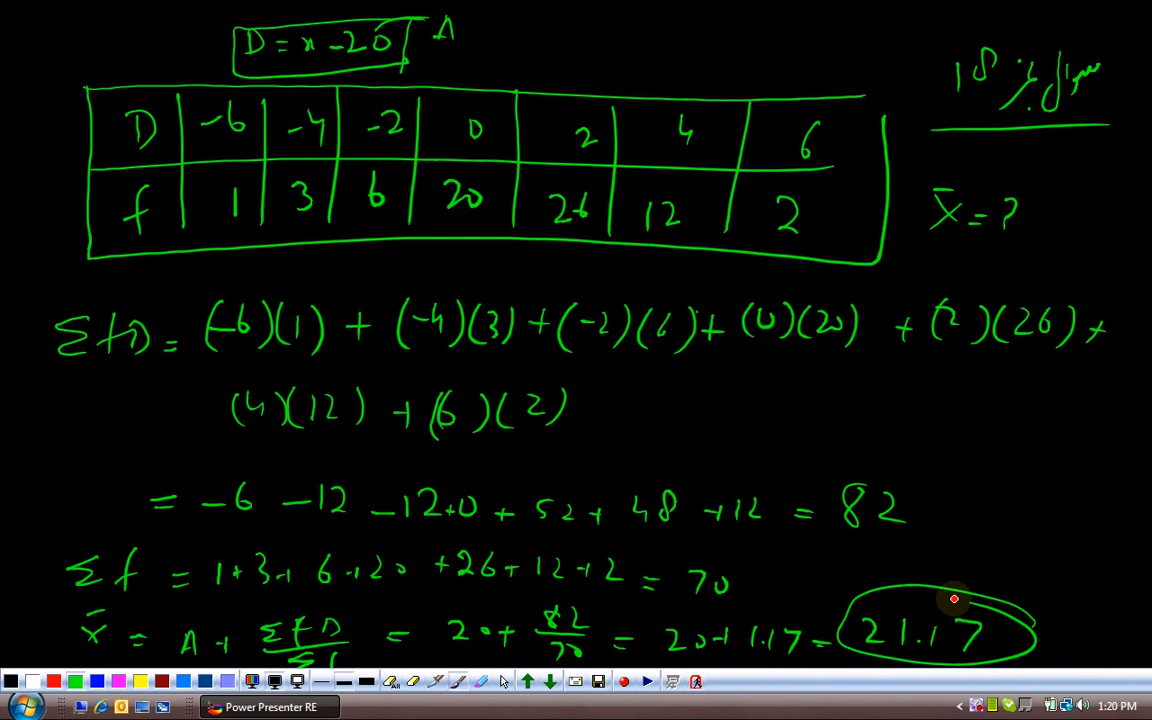 D = x - 20 A
18 %
D -6 -4 -2 0 2 4 6
f 1 3 6 20 26 12 2
X̄ = ?
ΣfD = (-6)(1) + (-4)(3) + (-2)(6) + (0)(20) + (2)(26) +
(4)(12) + (6)(2)
= -6 -12 -12+0 + 52 + 48 +12 = 82
Σf = 1+3+6+20 +26+12+2 = 70
x̄ = A + ΣfD/Σf = 20+ 82/70 = 20+1.17 = 21.17
Power Presenter RE
1:20 PM